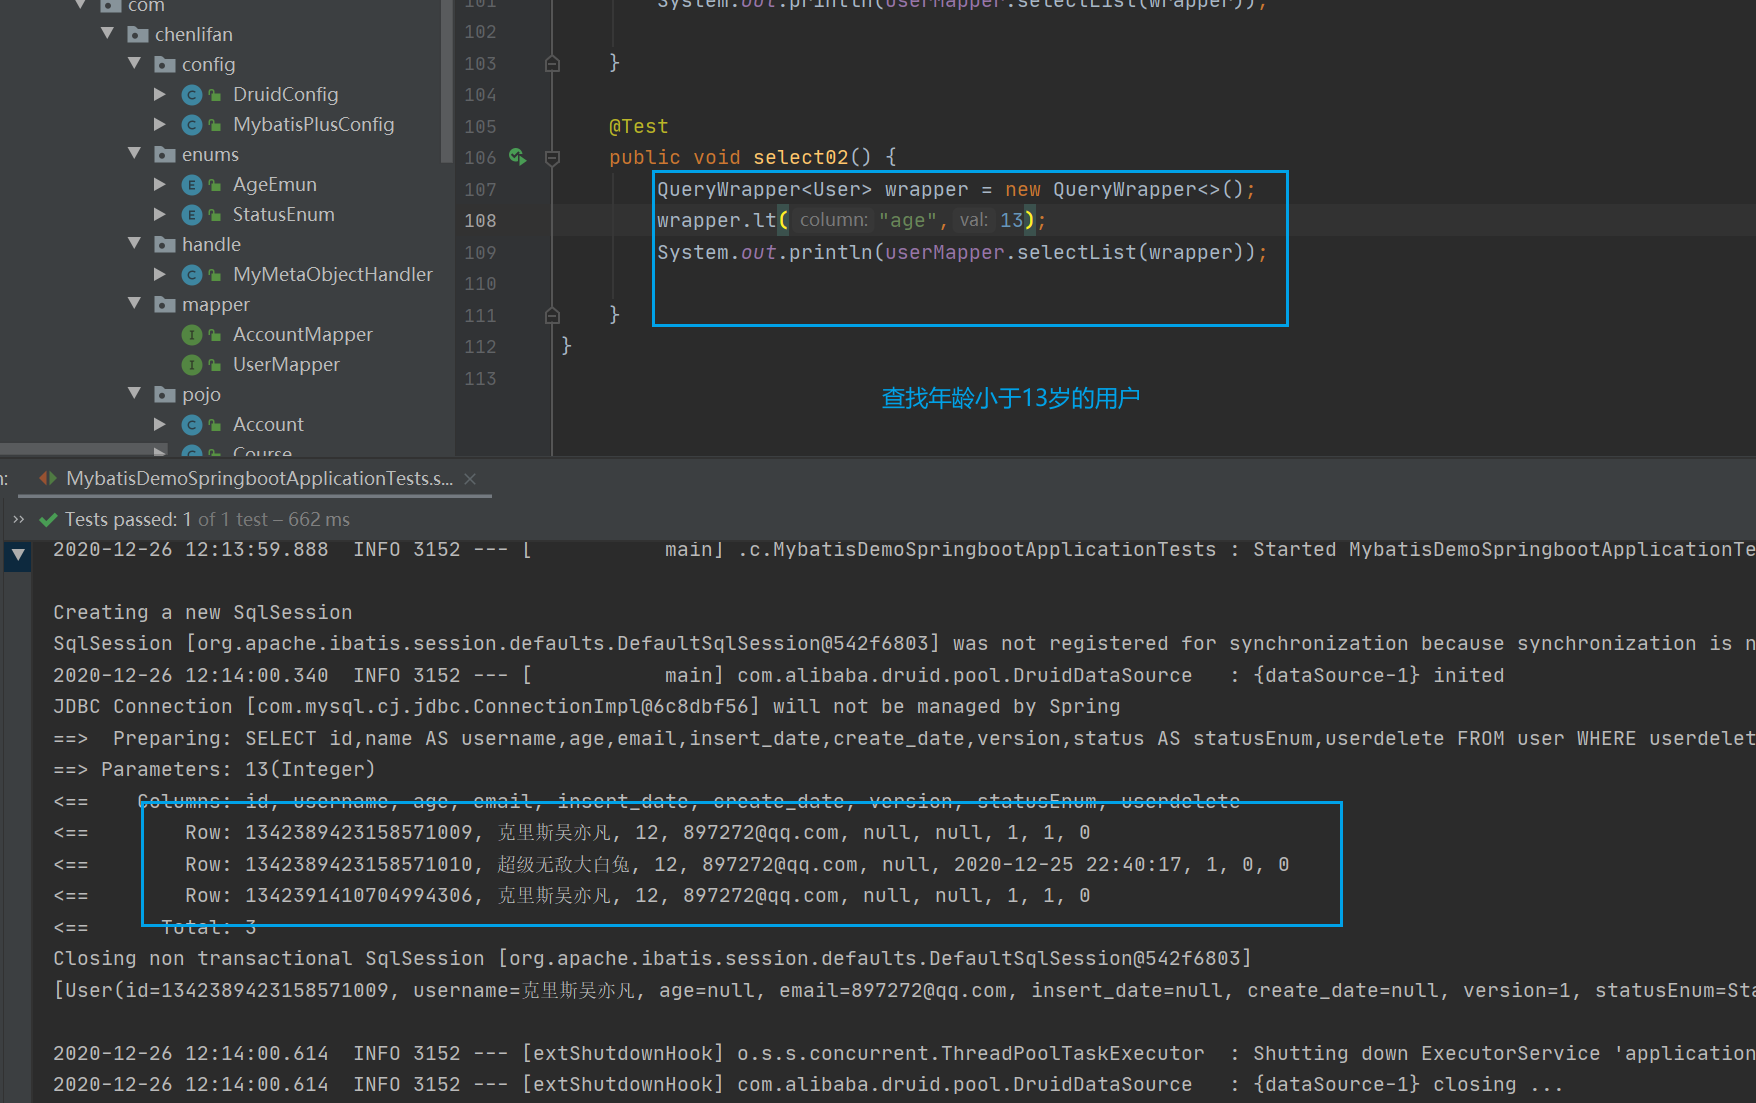 com
chenlifan
config
DruidConfig
MybatisPlusConfig
enums
AgeEmun
StatusEnum
handle
MyMetaObjectHandler
mapper
AccountMapper
UserMapper
pojo
Account
Course
101 System.out.println(userMapper.selectList(wrapper));
102
103 }
104
105 @Test
106 public void select02() {
107 QueryWrapper<User> wrapper = new QueryWrapper<>();
108 wrapper.lt( column: "age", val: 13);
109 System.out.println(userMapper.selectList(wrapper));
110
111 }
112 }
113
查找年龄小于13岁的用户
MybatisDemoSpringbootApplicationTests.s...
Tests passed: 1 of 1 test – 662 ms
2020-12-26 12:13:59.888 INFO 3152 --- [ main] .c.MybatisDemoSpringbootApplicationTests : Started MybatisDemoSpringbootApplicationTe
Creating a new SqlSession
SqlSession [org.apache.ibatis.session.defaults.DefaultSqlSession@542f6803] was not registered for synchronization because synchronization is n
2020-12-26 12:14:00.340 INFO 3152 --- [ main] com.alibaba.druid.pool.DruidDataSource : {dataSource-1} inited
JDBC Connection [com.mysql.cj.jdbc.ConnectionImpl@6c8dbf56] will not be managed by Spring
==> Preparing: SELECT id,name AS username,age,email,insert_date,create_date,version,status AS statusEnum,userdelete FROM user WHERE userdelet
==> Parameters: 13(Integer)
<== Columns: id, username, age, email, insert_date, create_date, version, statusEnum, userdelete
<== Row: 1342389423158571009, 克里斯吴亦凡, 12, 897272@qq.com, null, null, 1, 1, 0
<== Row: 1342389423158571010, 超级无敌大白兔, 12, 897272@qq.com, null, 2020-12-25 22:40:17, 1, 0, 0
<== Row: 1342391410704994306, 克里斯吴亦凡, 12, 897272@qq.com, null, null, 1, 1, 0
<== Total: 3
Closing non transactional SqlSession [org.apache.ibatis.session.defaults.DefaultSqlSession@542f6803]
[User(id=1342389423158571009, username=克里斯吴亦凡, age=null, email=897272@qq.com, insert_date=null, create_date=null, version=1, statusEnum=Sta
2020-12-26 12:14:00.614 INFO 3152 --- [extShutdownHook] o.s.s.concurrent.ThreadPoolTaskExecutor : Shutting down ExecutorService 'application
2020-12-26 12:14:00.614 INFO 3152 --- [extShutdownHook] com.alibaba.druid.pool.DruidDataSource : {dataSource-1} closing ...